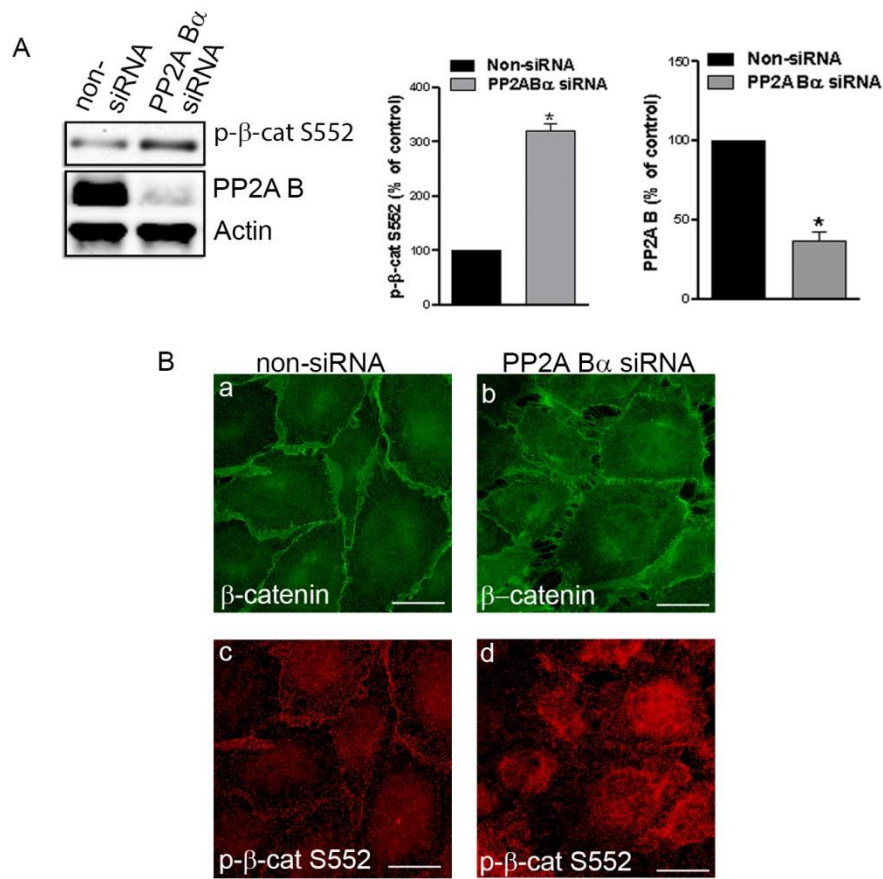 A
non-
siRNA
PP2A Bα
siRNA
p-β-cat S552
PP2A B
Actin
Non-siRNA
PP2ABα siRNA
400
300
200
100
0
p-β-cat S552 (% of control)
*
Non-siRNA
PP2A Bα siRNA
150
100
50
0
PP2A B (% of control)
*
B
non-siRNA
PP2A Bα siRNA
a
β-catenin
b
β–catenin
c
p-β-cat S552
d
p-β-cat S552